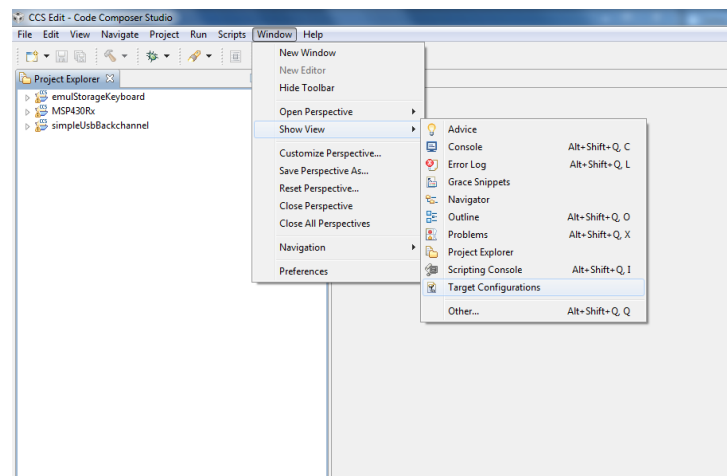 CCS Edit - Code Composer Studio
File Edit View Navigate Project Run Scripts Window Help
Project Explorer
emulStorageKeyboard
MSP430Rx
simpleUsbBackchannel
New Window
New Editor
Hide Toolbar
Open Perspective
Show View
Customize Perspective...
Save Perspective As...
Reset Perspective...
Close Perspective
Close All Perspectives
Navigation
Preferences
Advice
Console Alt+Shift+Q, C
Error Log Alt+Shift+Q, L
Grace Snippets
Navigator
Outline Alt+Shift+Q, O
Problems Alt+Shift+Q, X
Project Explorer
Scripting Console Alt+Shift+Q, I
Target Configurations
Other... Alt+Shift+Q, Q